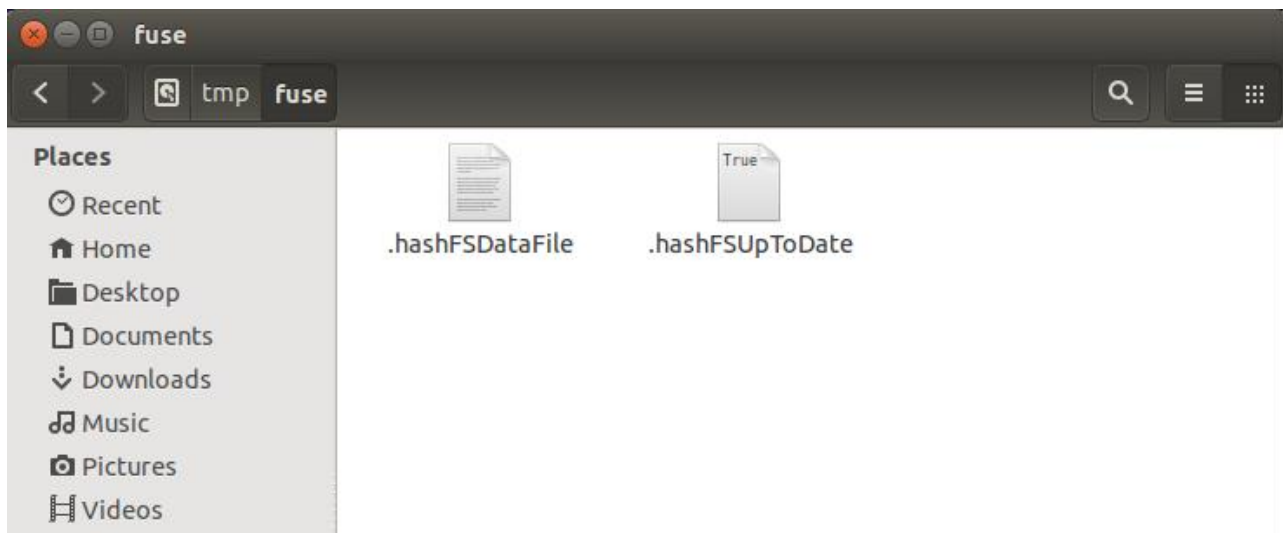 fuse
tmp fuse
Places
Recent
Home
Desktop
Documents
Downloads
Music
Pictures
Videos
True
.hashFSDataFile .hashFSUpToDate